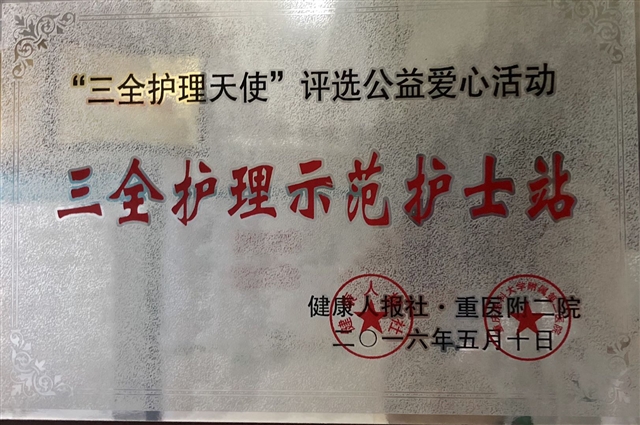 “三全护理天使”评选公益爱心活动
三全护理示范护士站
健康人报社·重医附二院
二〇一六年五月十日